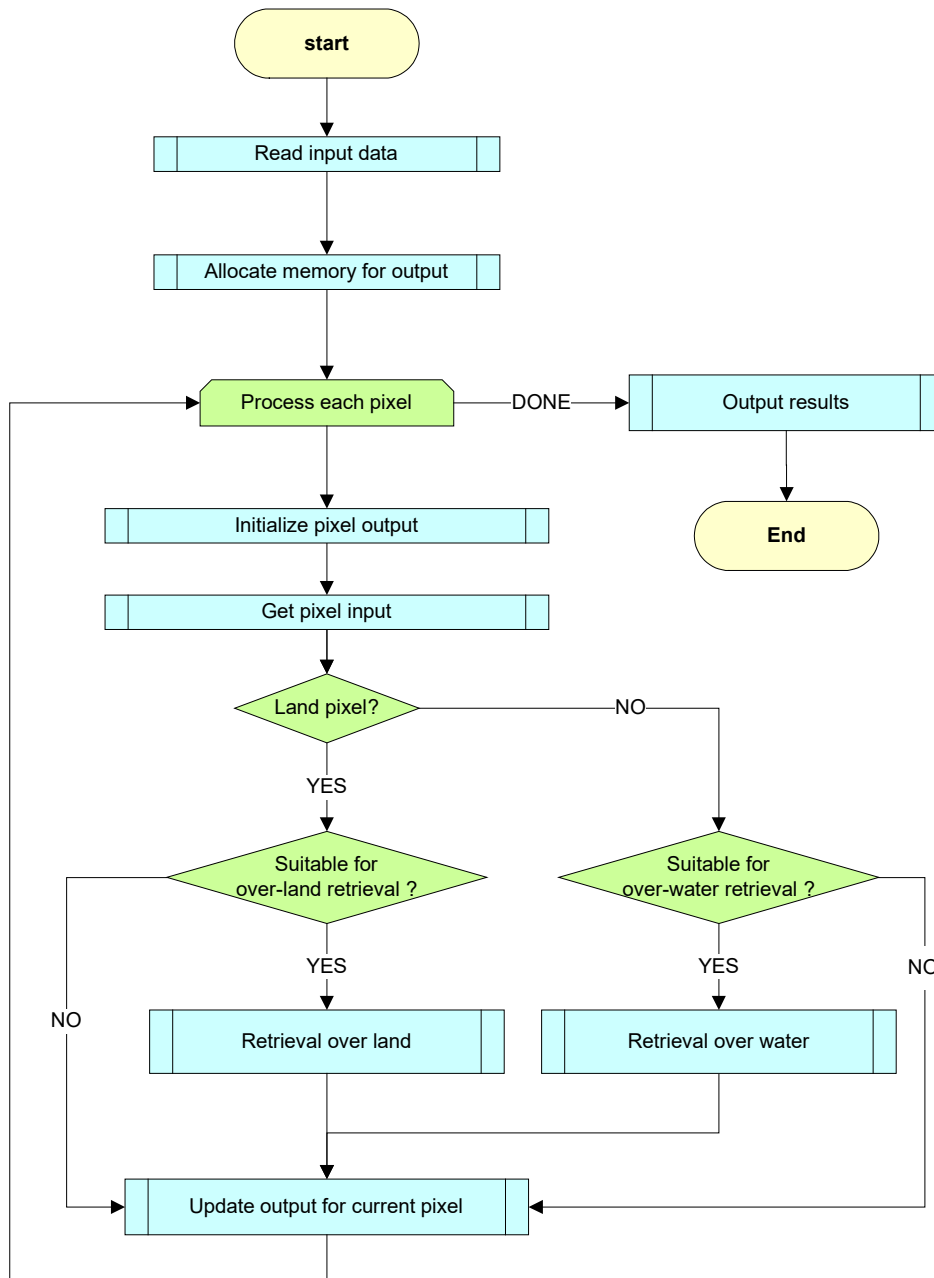 start
Read input data
Allocate memory for output
Process each pixel
DONE
Output results
Initialize pixel output
End
Get pixel input
Land pixel?
NO
YES
Suitable for
over-land retrieval ?
Suitable for
over-water retrieval ?
YES
YES
NO
NO
Retrieval over land
Retrieval over water
Update output for current pixel